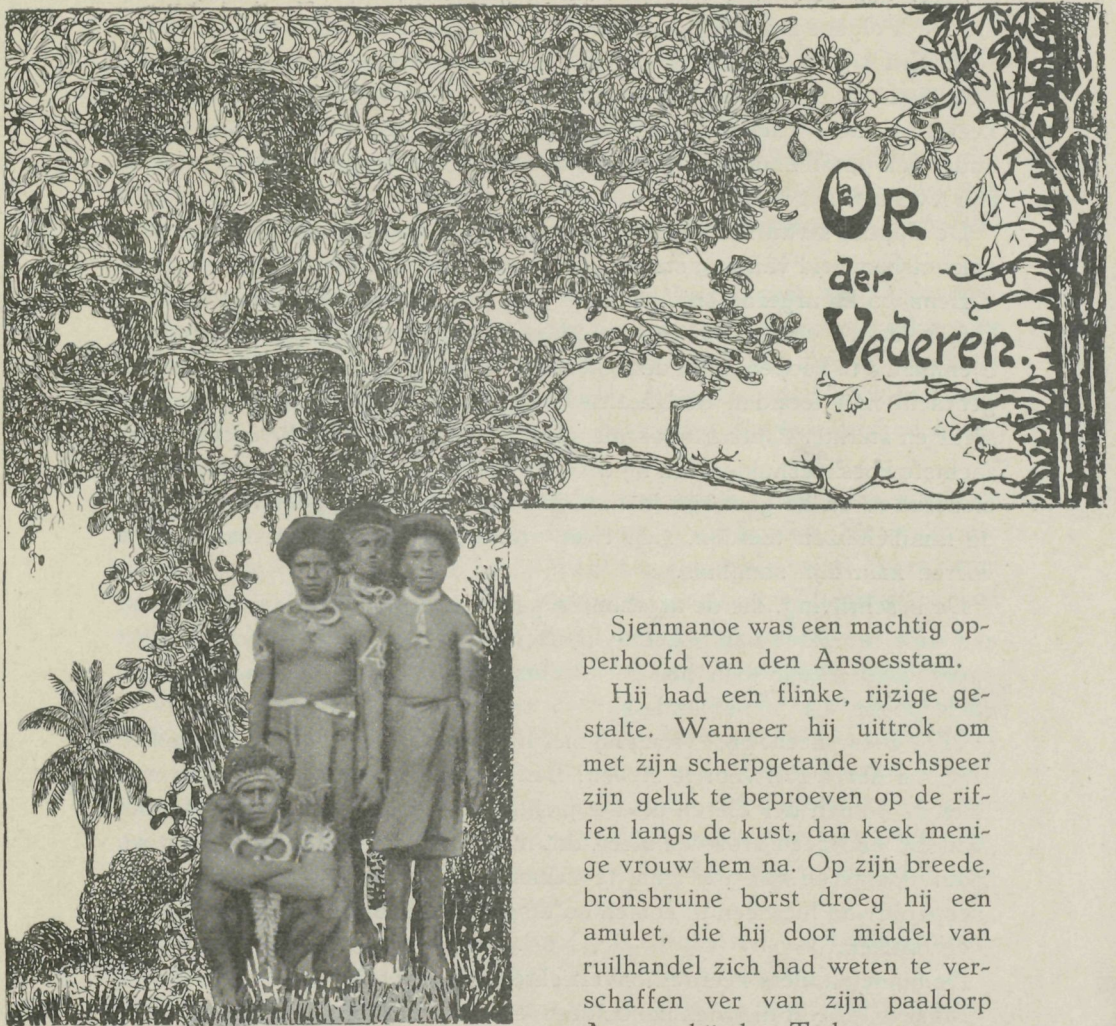 OR
der
Vaderen.
Sjenmanoe was een machtig op-
perhoofd van den Ansoesstam.
Hij had een flinke, rijzige ge-
stalte. Wanneer hij uittrok om
met zijn scherpgetande vischspeer
zijn geluk te beproeven op de rif-
fen langs de kust, dan keek meni-
ge vrouw hem na. Op zijn breede,
bronsbruine borst droeg hij een
amulet, die hij door middel van
ruilhandel zich had weten te ver-
schaffen ver van zijn paaldorp